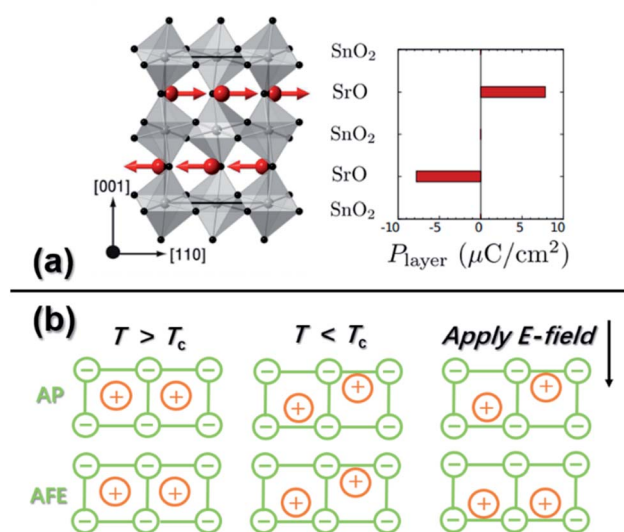 SnO2
SrO
SnO2
SrO
SnO2
-10 -5 0 5 10
Player (μC/cm²)
[001]
[110]
(a)
(b)
T > Tc
T < Tc
Apply E-field
AP
− − − − − − − − −
+ + + + + +
− − − − − − − − −
AFE
− − − − − − − − −
+ + + + + +
− − − − − − − − −